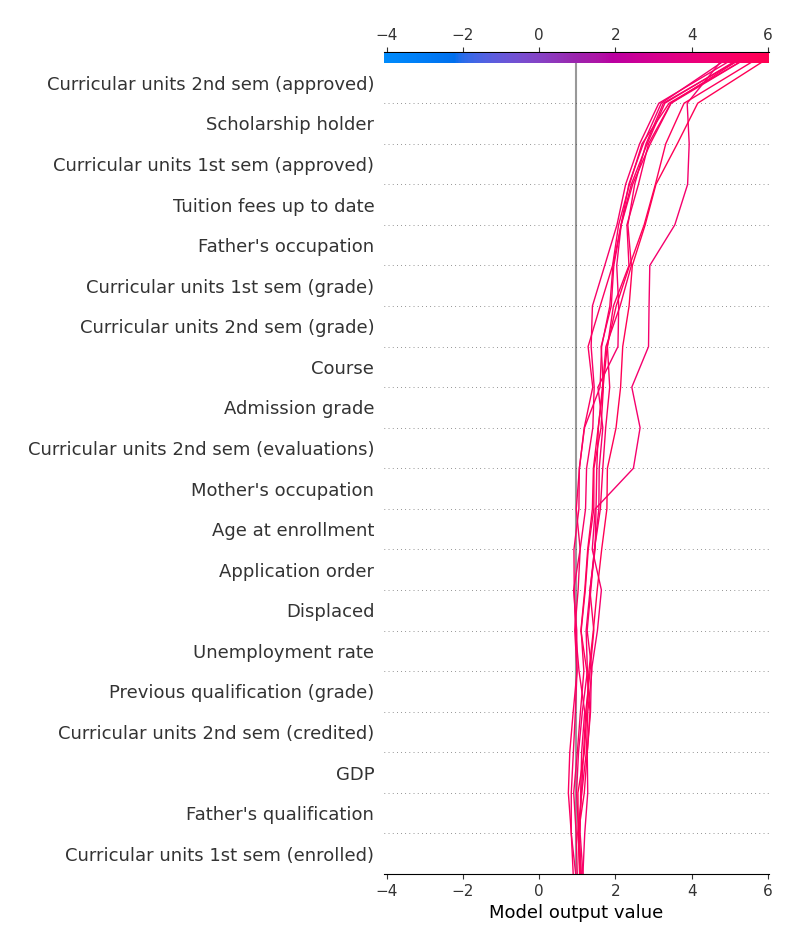 −4 −2 0 2 4 6
Curricular units 2nd sem (approved)
Scholarship holder
Curricular units 1st sem (approved)
Tuition fees up to date
Father's occupation
Curricular units 1st sem (grade)
Curricular units 2nd sem (grade)
Course
Admission grade
Curricular units 2nd sem (evaluations)
Mother's occupation
Age at enrollment
Application order
Displaced
Unemployment rate
Previous qualification (grade)
Curricular units 2nd sem (credited)
GDP
Father's qualification
Curricular units 1st sem (enrolled)
−4 −2 0 2 4 6
Model output value